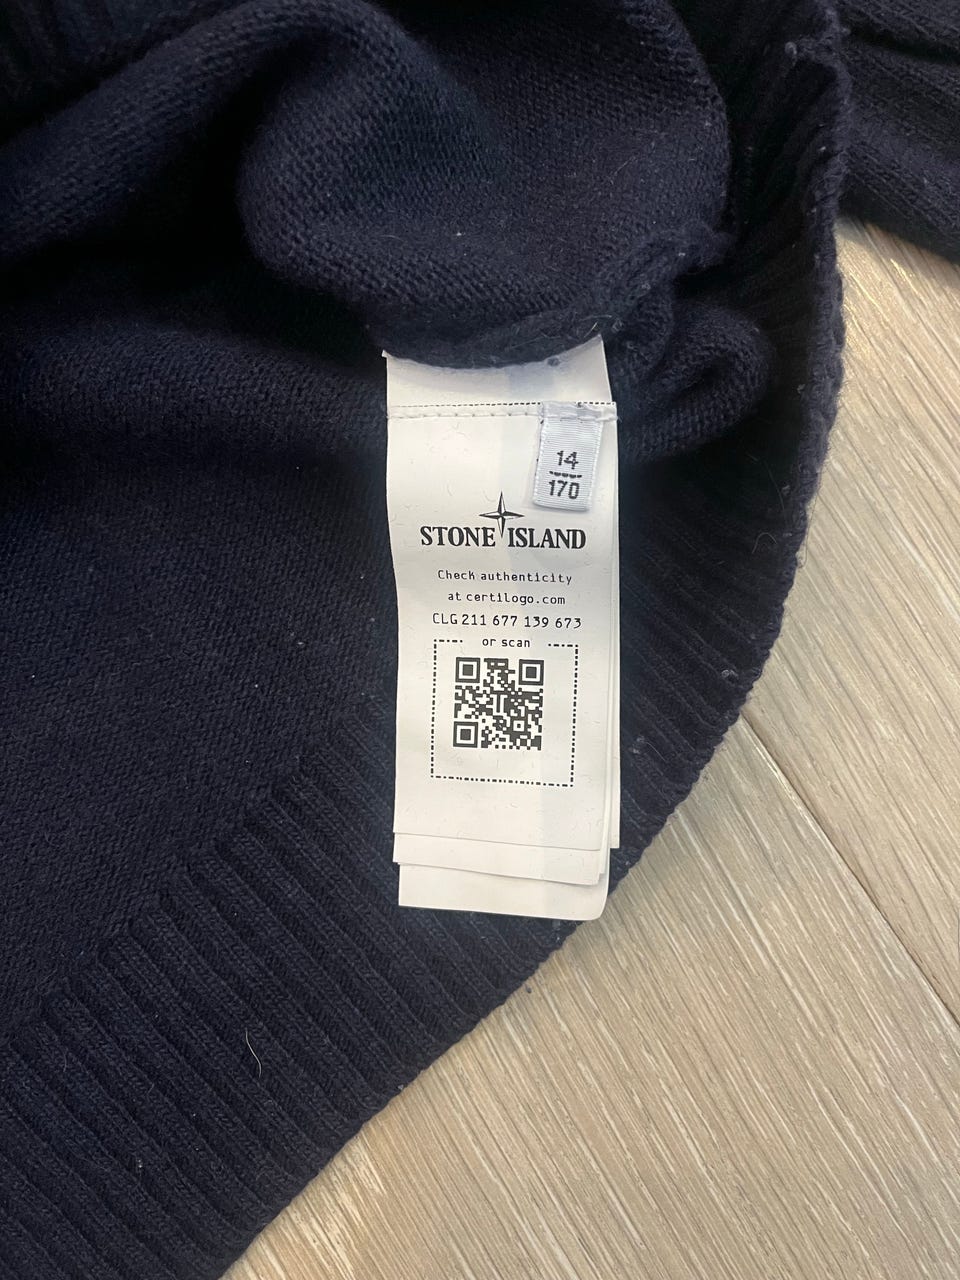 14
170
STONE ISLAND
Check authenticity
at certilogo.com
CLG 211 677 139 673
or scan